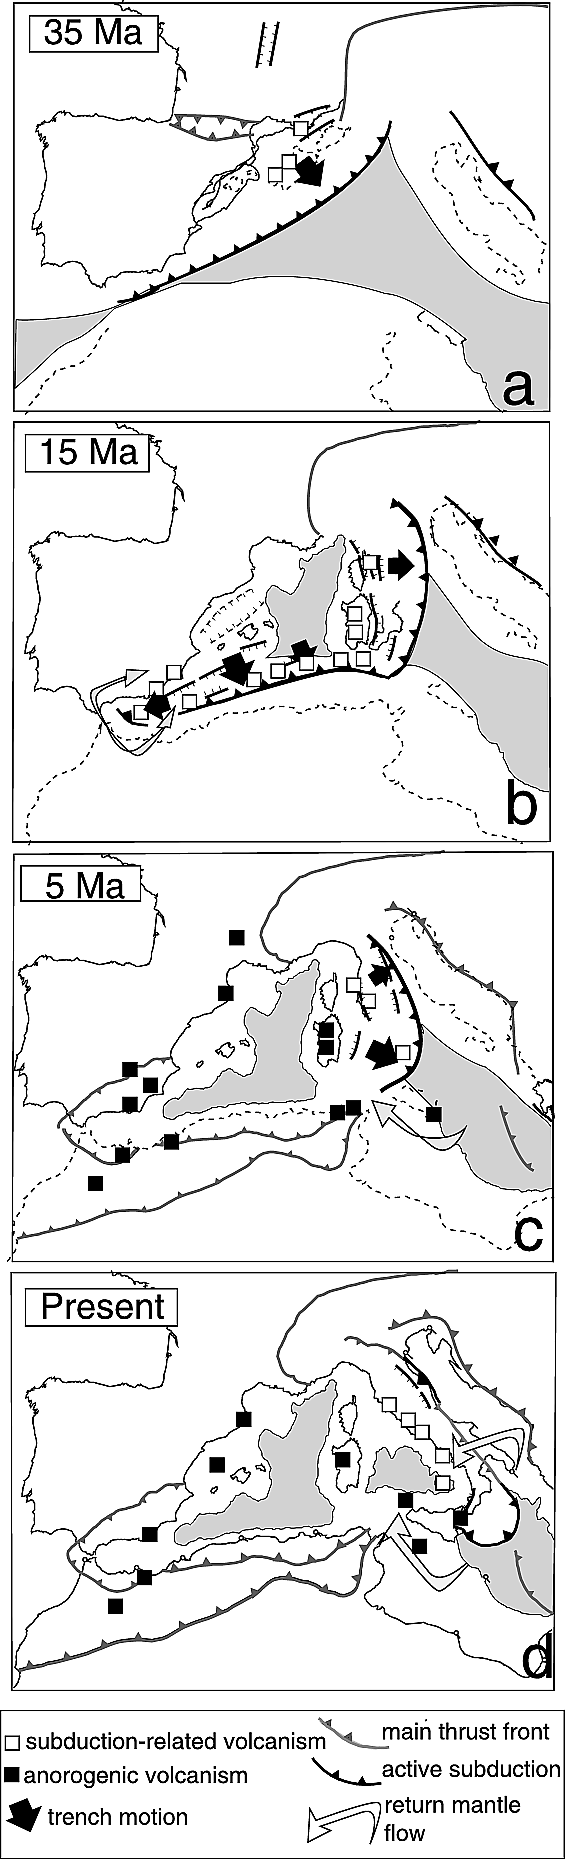 35 Ma
a
15 Ma
b
5 Ma
c
Present
d
subduction-related volcanism
main thrust front
anorogenic volcanism
active subduction
trench motion
return mantle
flow